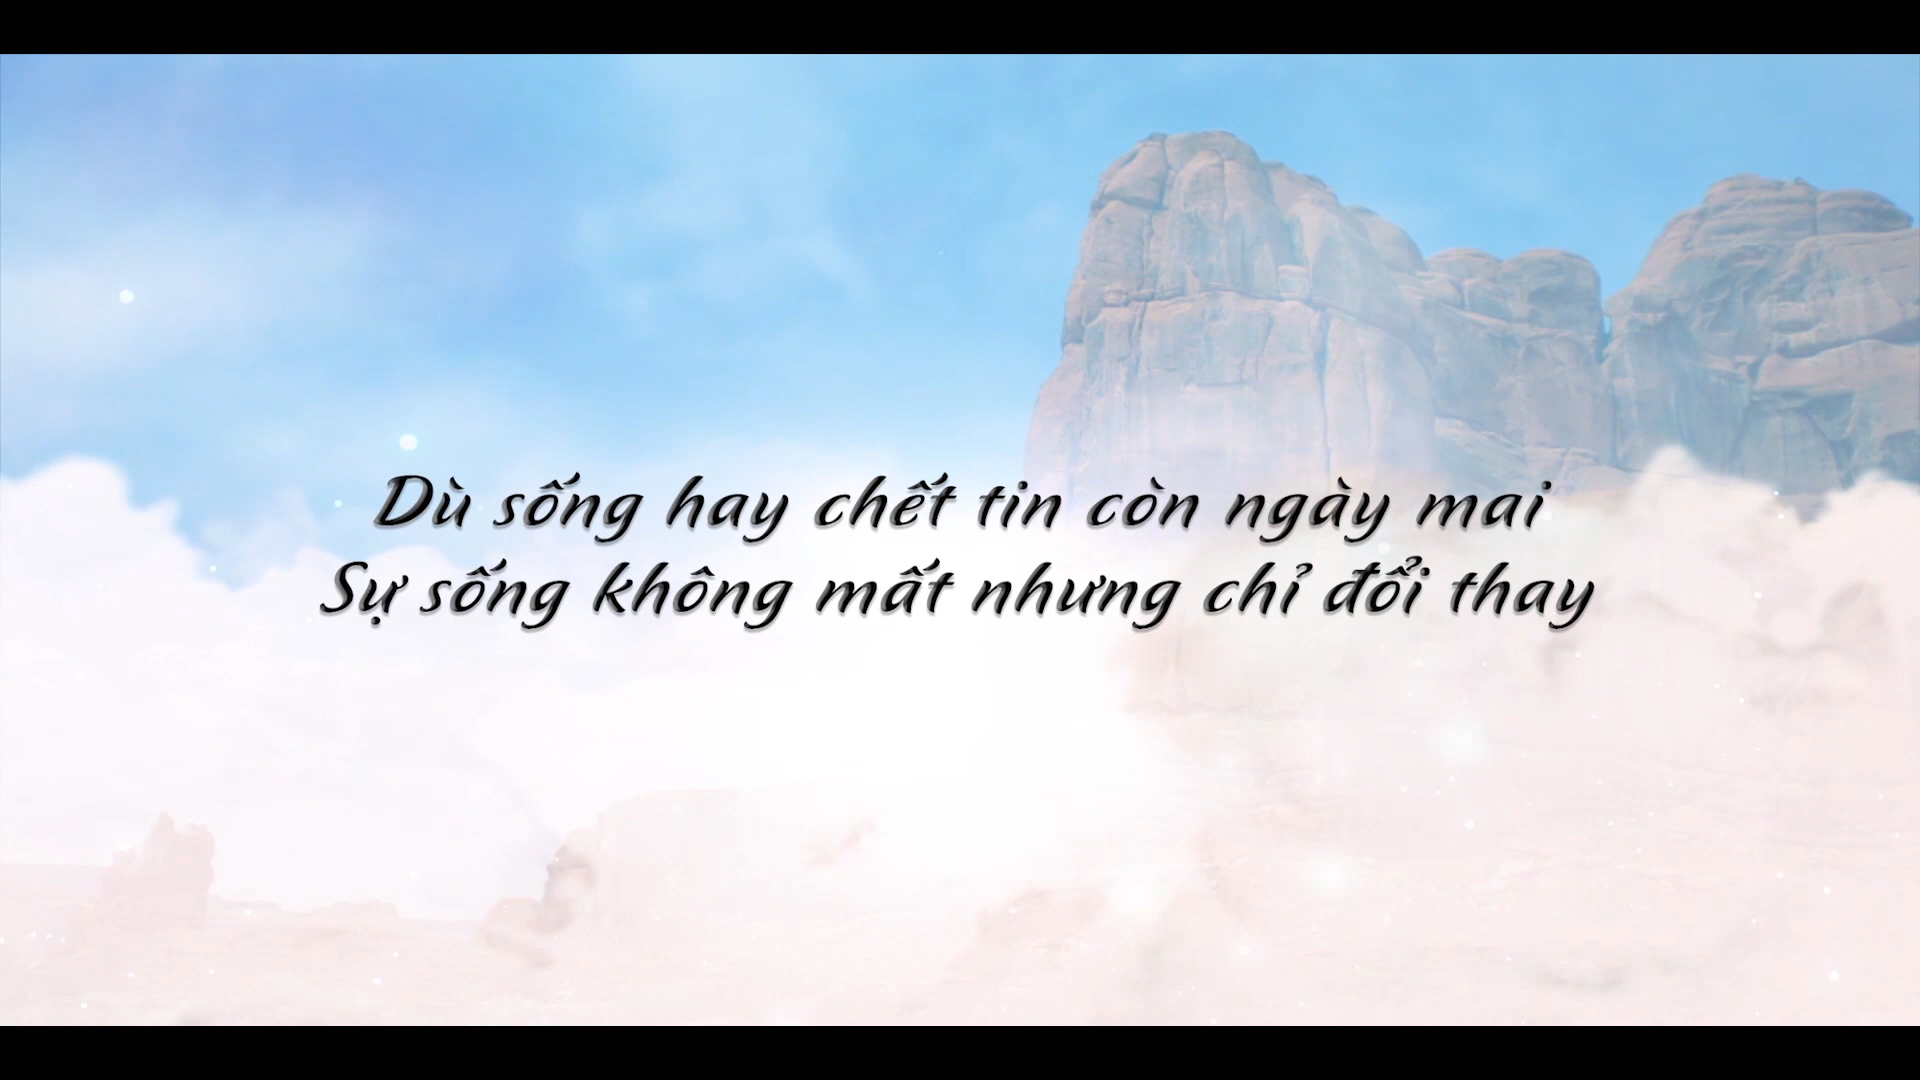 Dù sống hay chết tin còn ngày mai
Sự sống không mất nhưng chỉ đổi thay